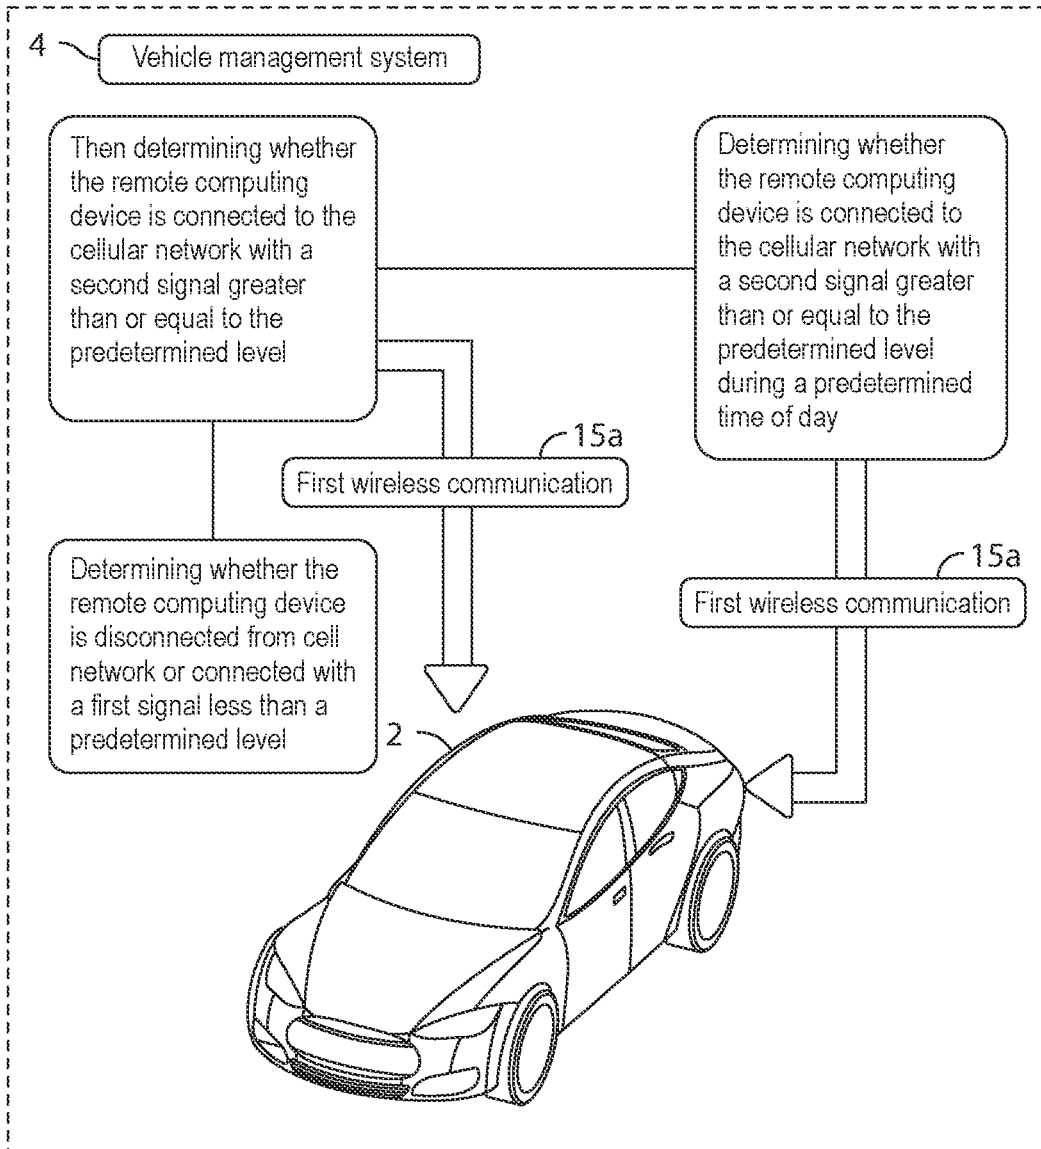 4
Vehicle management system
Then determining whether
the remote computing
device is connected to the
cellular network with a
second signal greater
than or equal to the
predetermined level
Determining whether
the remote computing
device is connected to
the cellular network with
a second signal greater
than or equal to the
predetermined level
during a predetermined
time of day
15a
First wireless communication
15a
First wireless communication
Determining whether the
remote computing device
is disconnected from cell
network or connected with
a first signal less than a
predetermined level
2